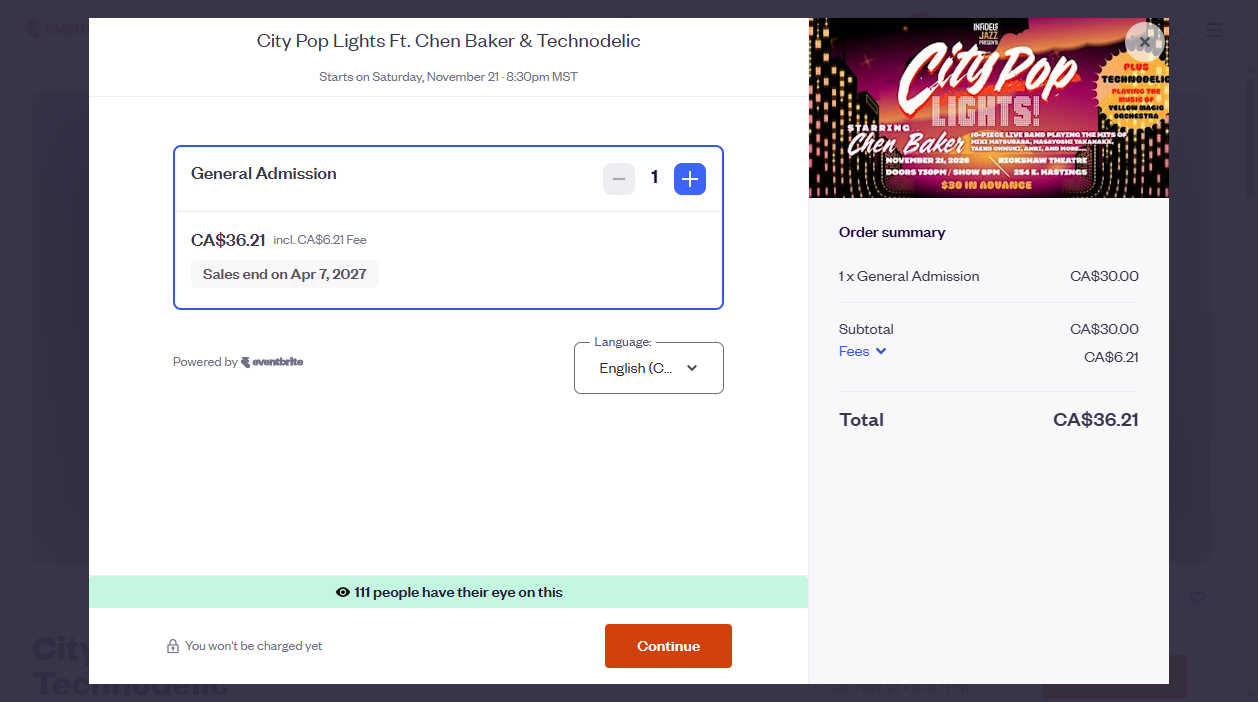 City Pop Lights Ft. Chen Baker & Technodelic
Starts on Saturday, November 21 · 8:30pm MST
General Admission
1
CA$36.21 incl. CA$6.21 Fee
Sales end on Apr 7, 2027
Powered by eventbrite
Language:
English (C...
111 people have their eye on this
You won't be charged yet
Continue
INFIDELS
JAZZ
PRESENTS
City Pop
LIGHTS!
PLUS
TECHNODELIC
PLAYING THE
MUSIC OF
YELLOW MAGIC
ORCHESTRA
STARRING
Chen Baker
10-PIECE LIVE BAND PLAYING THE HITS OF
MIKI MATSUBARA, MASAYOSHI TAKANAKA,
TAEKO OHNUKI, ANRI, AND MORE....
NOVEMBER 21, 2026 RICKSHAW THEATRE
DOORS 730PM / SHOW 8PM 254 E. HASTINGS
$30 IN ADVANCE
Order summary
1 x General Admission CA$30.00
Subtotal CA$30.00
Fees CA$6.21
Total CA$36.21
City
Technodelic